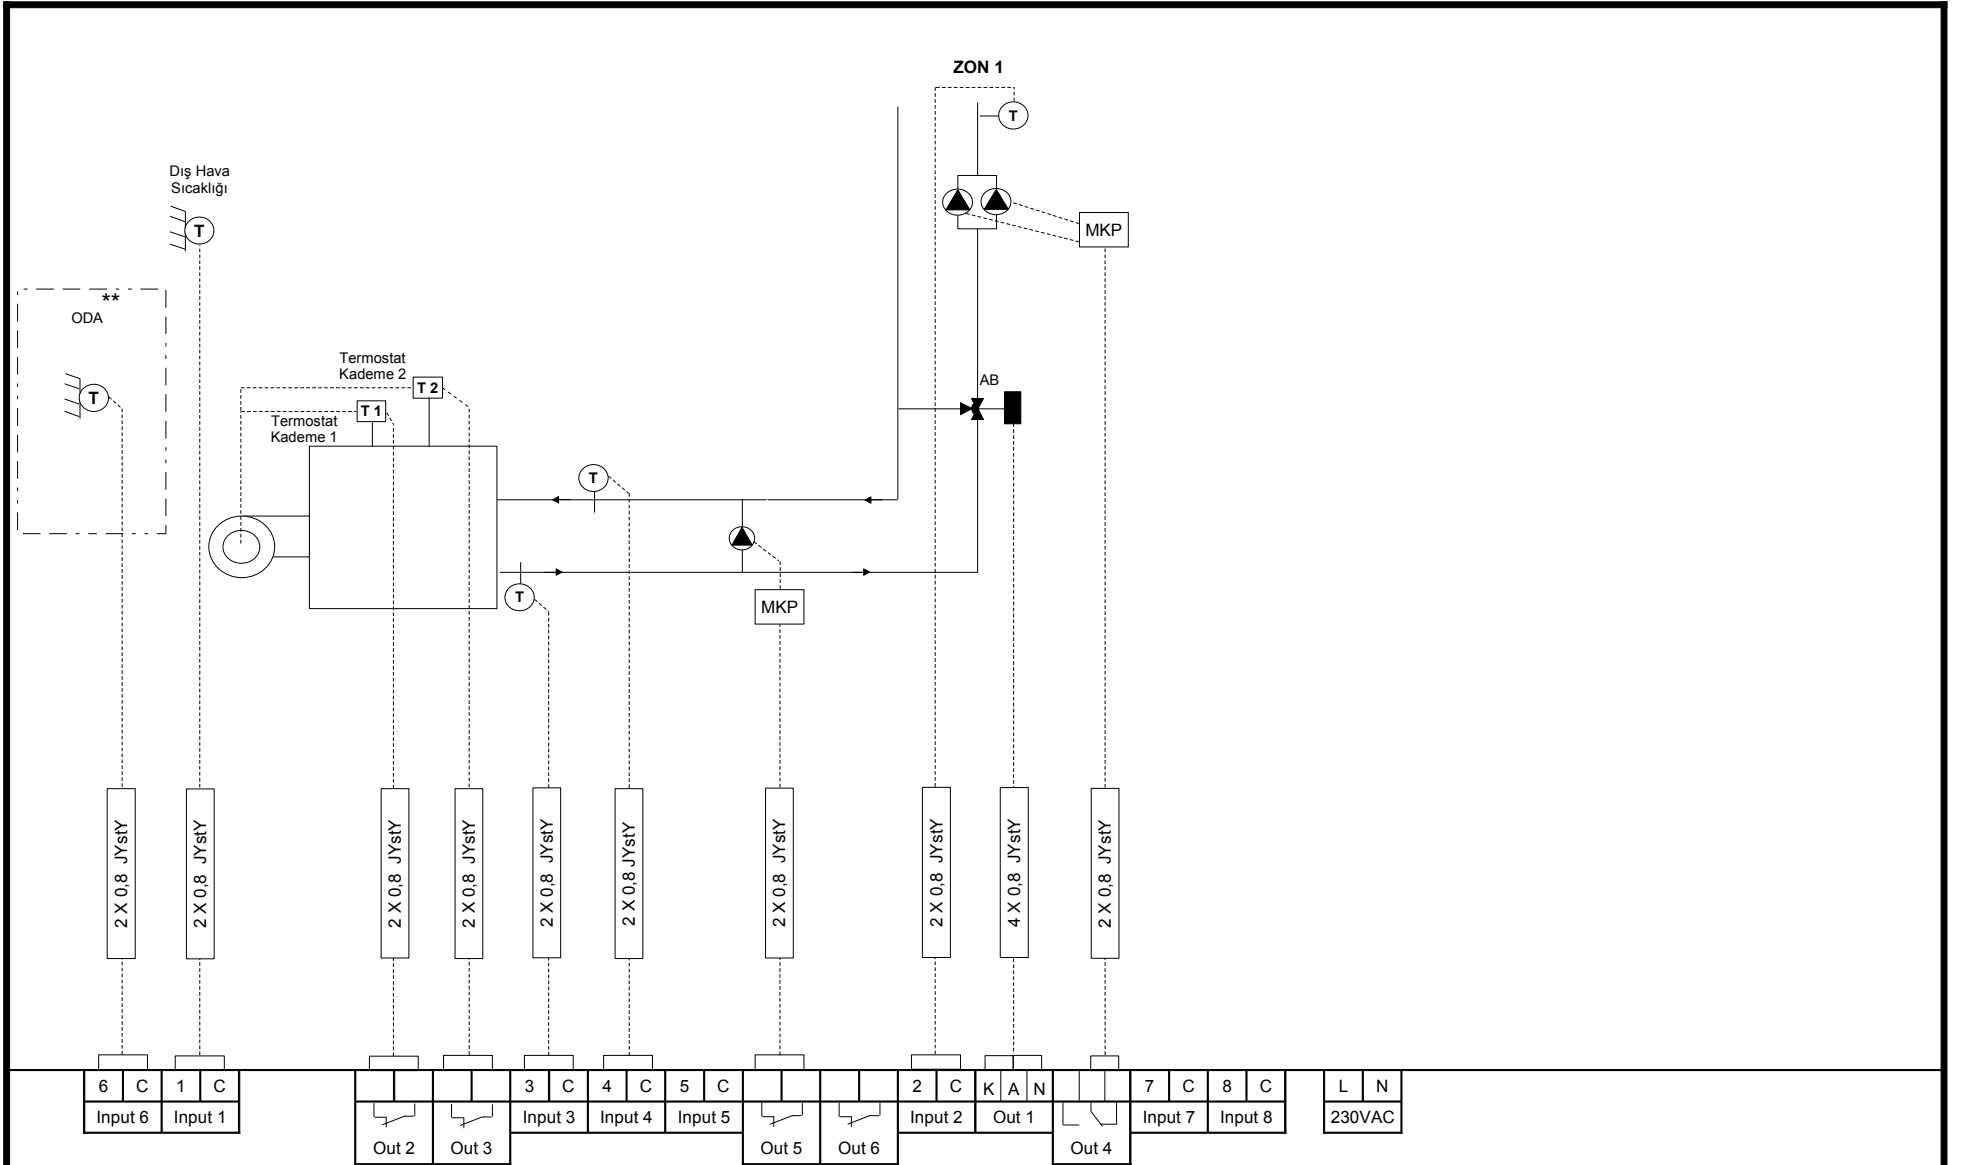 ZON 1
T
Dış Hava
Sıcaklığı
T
MKP
**
ODA
T
Termostat
Kademe 2
T 2
AB
T 1
Termostat
Kademe 1
T
T
MKP
2 X 0,8 JYstY
2 X 0,8 JYstY
2 X 0,8 JYstY
2 X 0,8 JYstY
2 X 0,8 JYstY
2 X 0,8 JYstY
2 X 0,8 JYstY
2 X 0,8 JYstY
4 X 0,8 JYstY
2 X 0,8 JYstY
6 C 1 C 3 C 4 C 5 C 2 C K A N 7 C 8 C L N
Input 6 Input 1 Input 3 Input 4 Input 5 Input 2 Out 1 Input 7 Input 8 230VAC
Out 2 Out 3 Out 5 Out 6 Out 4